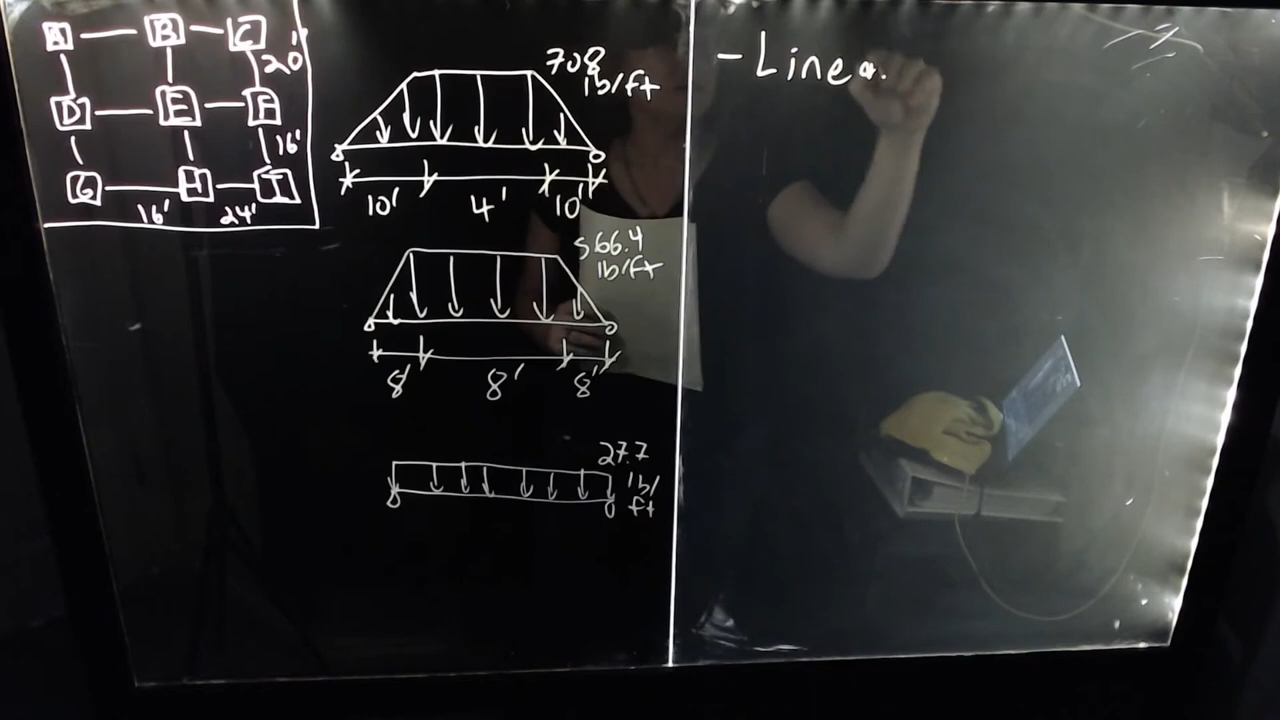 A B C
20'
D E F
16'
G H I
16' 24'
708
lb/ft
10' 4' 10'
566.4
lb/ft
8' 8' 8'
27.7
lb/
ft
- Linea